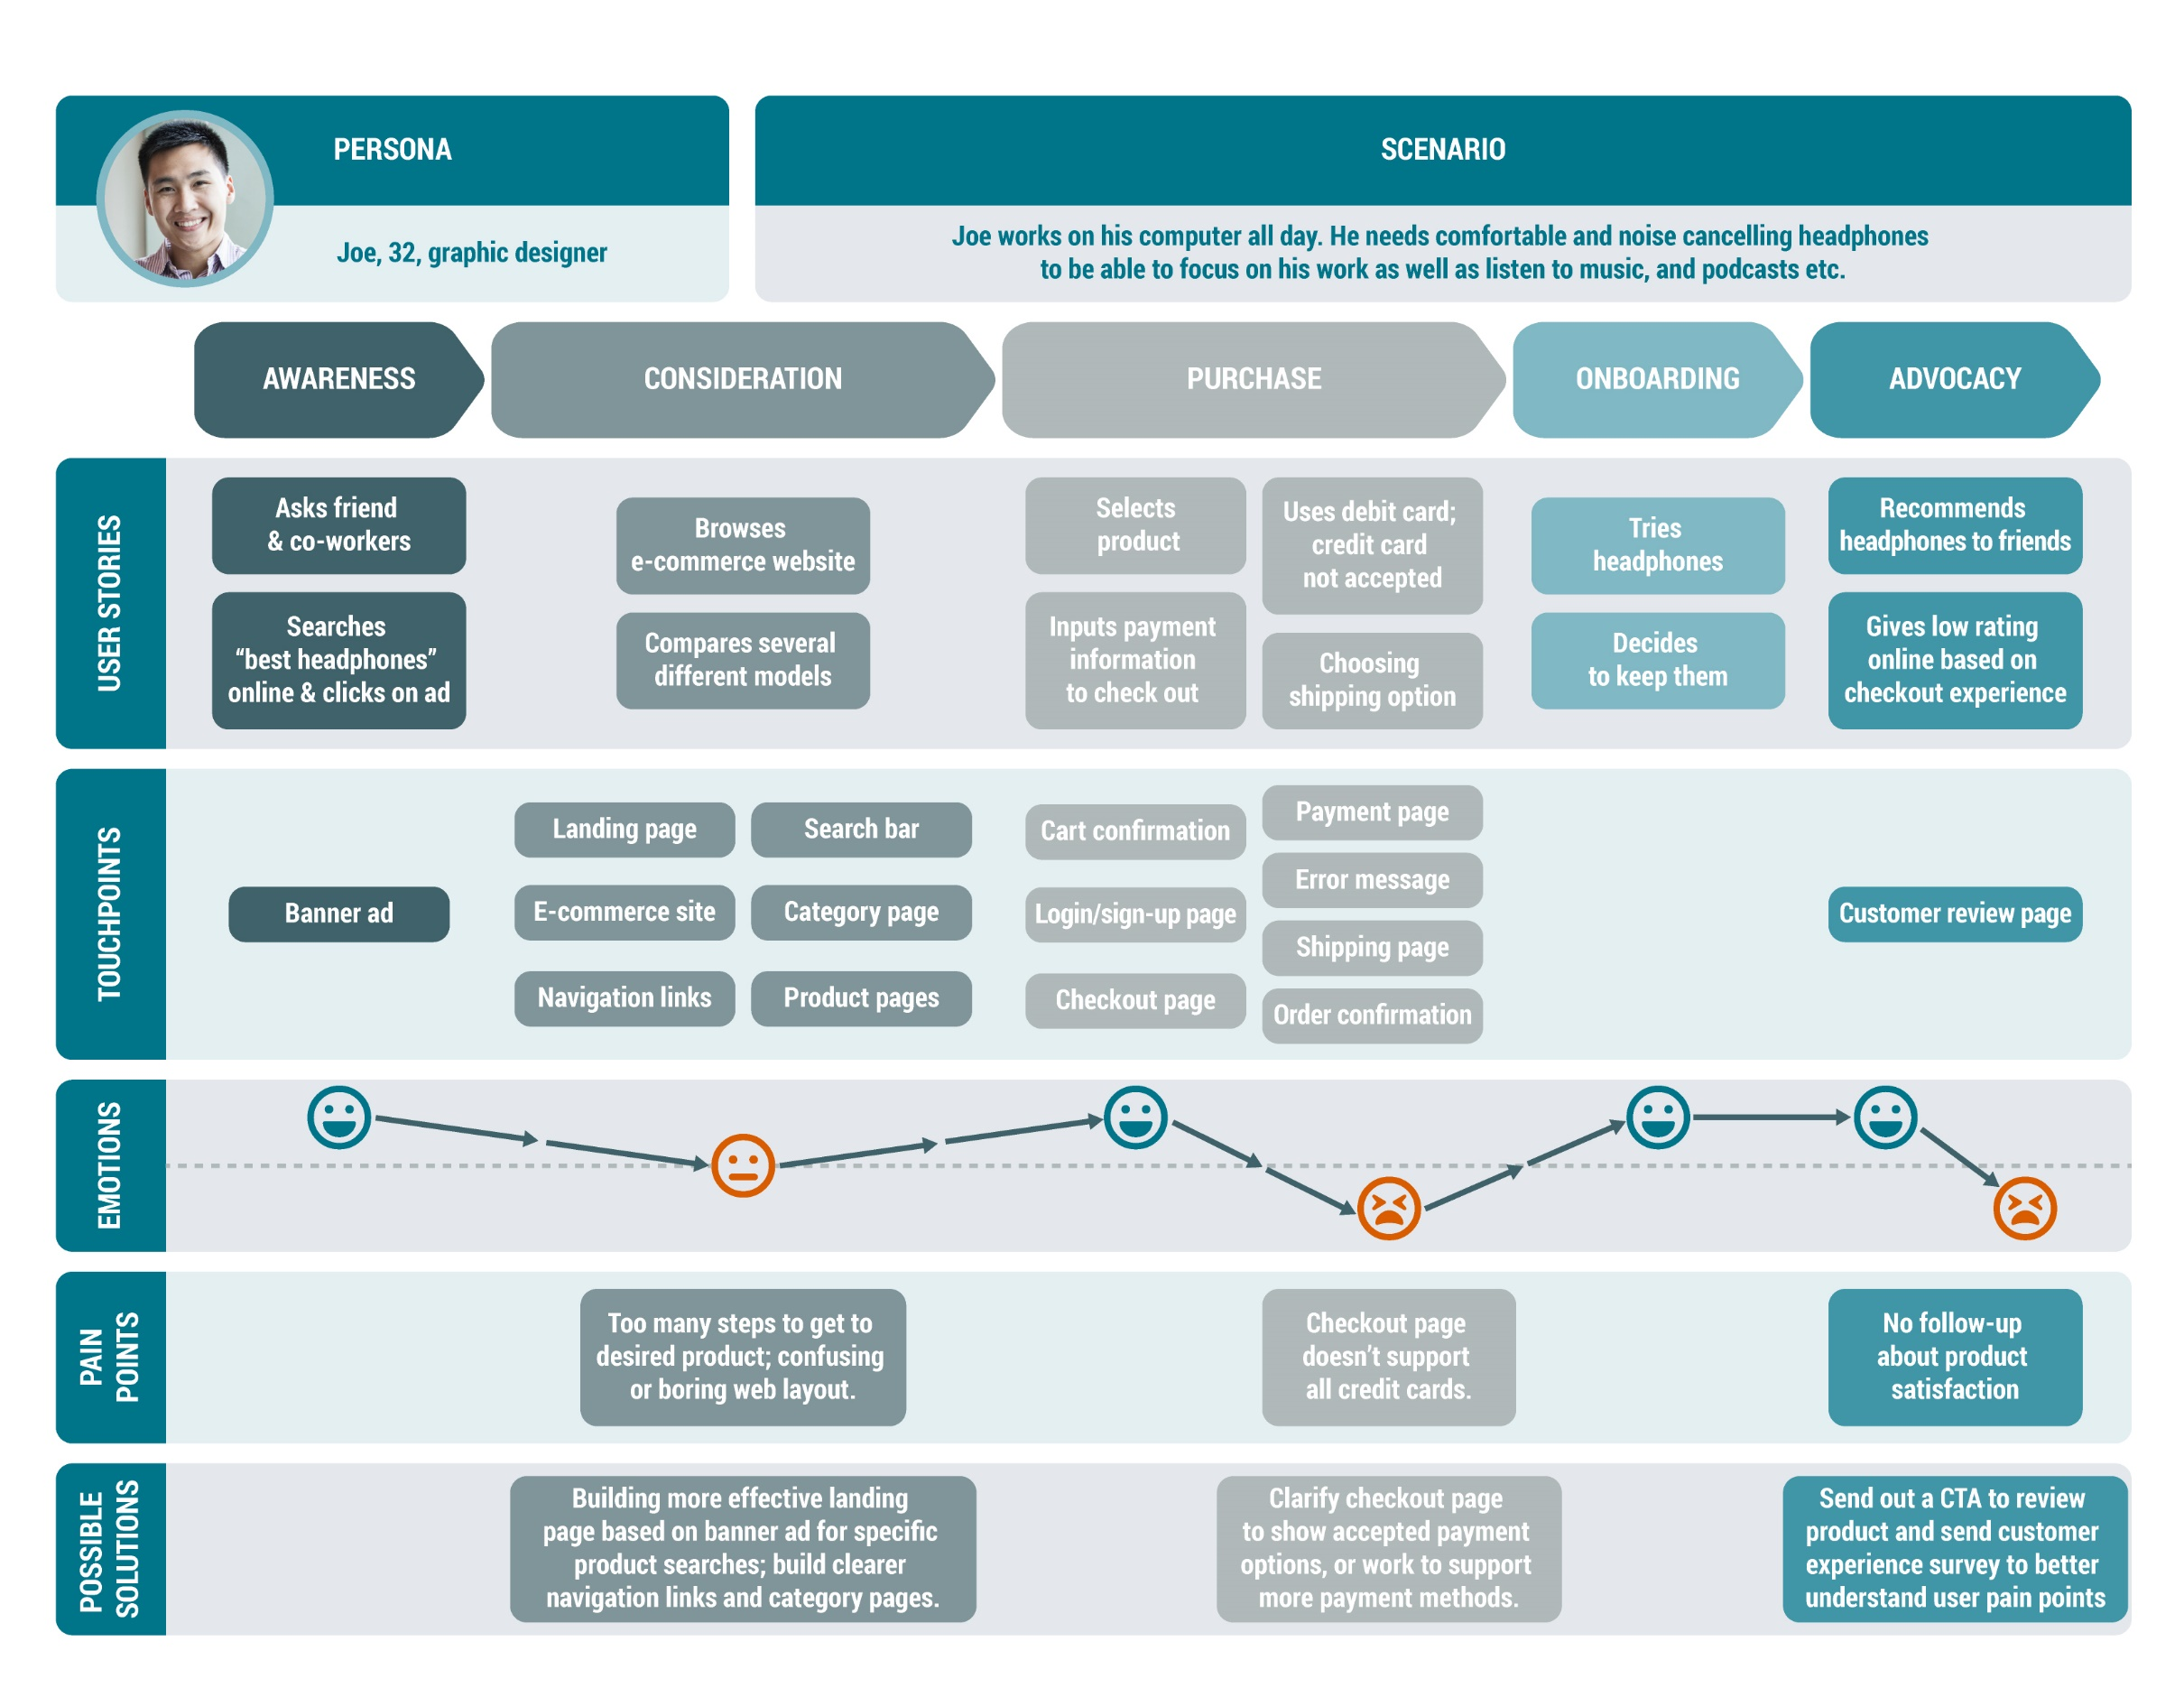 PERSONA
Joe, 32, graphic designer
SCENARIO
Joe works on his computer all day. He needs comfortable and noise cancelling headphones
to be able to focus on his work as well as listen to music, and podcasts etc.
AWARENESS
CONSIDERATION
PURCHASE
ONBOARDING
ADVOCACY
USER STORIES
Asks friend
& co-workers
Searches
“best headphones”
online & clicks on ad
Browses
e-commerce website
Compares several
different models
Selects
product
Inputs payment
information
to check out
Uses debit card;
credit card
not accepted
Choosing
shipping option
Tries
headphones
Decides
to keep them
Recommends
headphones to friends
Gives low rating
online based on
checkout experience
TOUCHPOINTS
Banner ad
Landing page
E-commerce site
Navigation links
Search bar
Category page
Product pages
Cart confirmation
Login/sign-up page
Checkout page
Payment page
Error message
Shipping page
Order confirmation
Customer review page
EMOTIONS
PAIN
POINTS
Too many steps to get to
desired product; confusing
or boring web layout.
Checkout page
doesn’t support
all credit cards.
No follow-up
about product
satisfaction
POSSIBLE
SOLUTIONS
Building more effective landing
page based on banner ad for specific
product searches; build clearer
navigation links and category pages.
Clarify checkout page
to show accepted payment
options, or work to support
more payment methods.
Send out a CTA to review
product and send customer
experience survey to better
understand user pain points